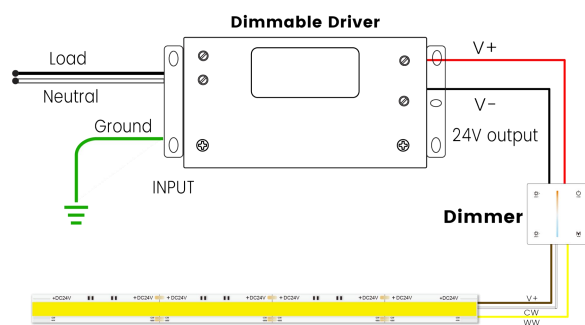 Dimmable Driver
Load
Neutral
Ground
INPUT
V+
V-
24V output
Dimmer
+DC24V +DC24V +DC24V +DC24V +DC24V +DC24V +DC24V +DC24V
V+
CW
WW